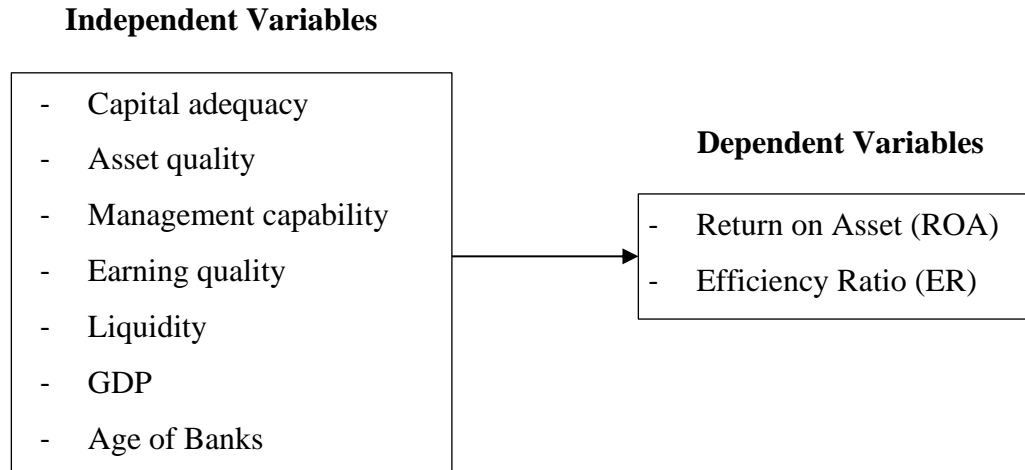 Independent Variables
- Capital adequacy
- Asset quality
- Management capability
- Earning quality
- Liquidity
- GDP
- Age of Banks
Dependent Variables
- Return on Asset (ROA)
- Efficiency Ratio (ER)